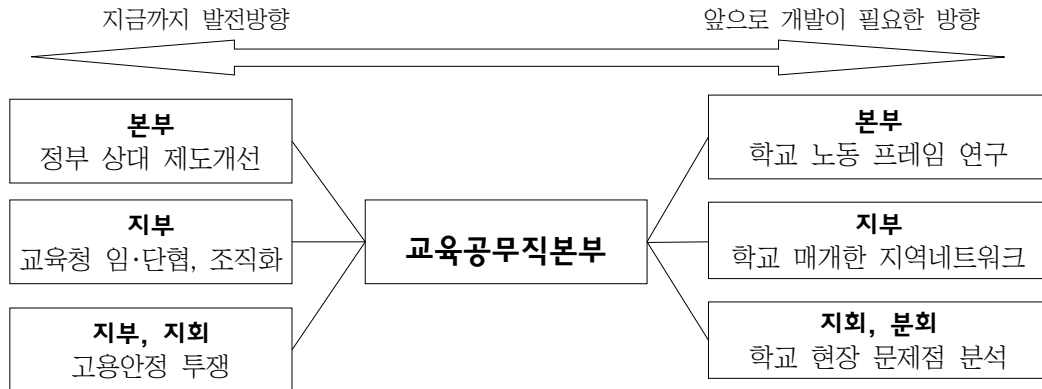 지금까지 발전방향
앞으로 개발이 필요한 방향
본부
정부 상대 제도개선
지부
교육청 임·단협, 조직화
지부, 지회
고용안정 투쟁
교육공무직본부
본부
학교 노동 프레임 연구
지부
학교 매개한 지역네트워크
지회, 분회
학교 현장 문제점 분석